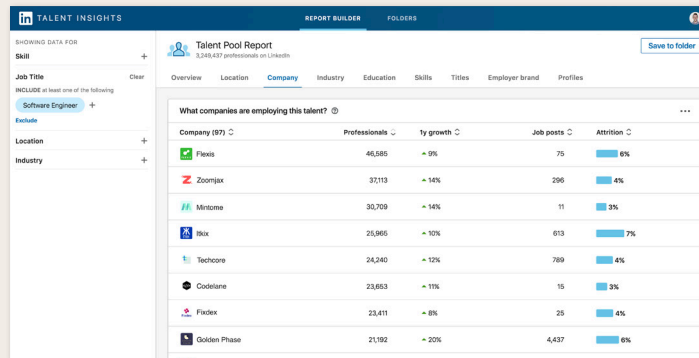 in TALENT INSIGHTS REPORT BUILDER FOLDERS
SHOWING DATA FOR
Skill +
Job Title Clear
INCLUDE at least one of the following
Software Engineer +
Exclude
Location +
Industry +
Talent Pool Report
3,249,437 professionals on LinkedIn
Save to folder
Overview Location Company Industry Education Skills Titles Employer brand Profiles
What companies are employing this talent?
Company (97) Professionals 1y growth Job posts Attrition
Flexis 46,585 9% 75 6%
Zoomjax 37,113 14% 296 4%
Mintome 30,709 14% 11 3%
Itkix 25,965 10% 613 7%
Techcore 24,240 12% 789 4%
Codelane 23,653 11% 15 3%
Fixdex 23,411 8% 25 4%
Golden Phase 21,192 20% 4,437 6%